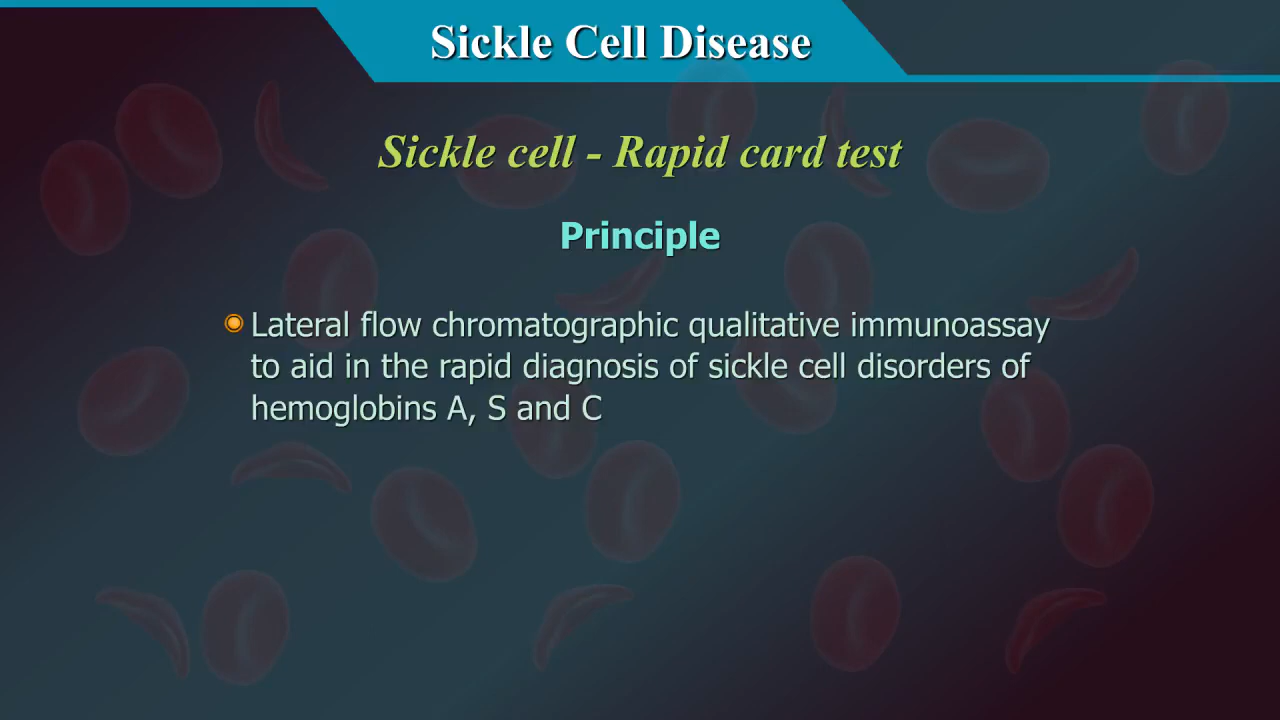 Sickle Cell Disease
Sickle cell - Rapid card test
Principle
Lateral flow chromatographic qualitative immunoassay
to aid in the rapid diagnosis of sickle cell disorders of
hemoglobins A, S and C